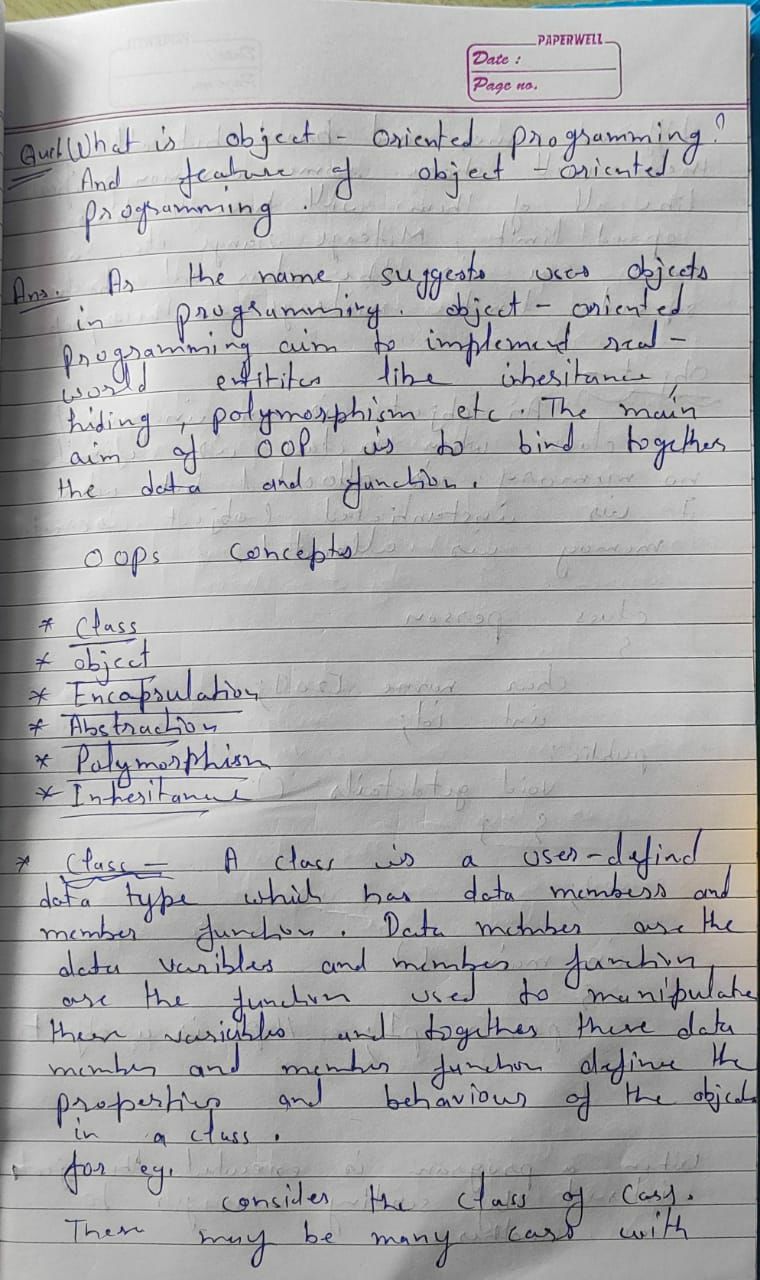 PAPERWELL
Date :
Page no.
Que1 What is object - oriented programming?
And feature of object - oriented
programming.
Ans. As the name suggests uses objects
in programming. object - oriented
programming aim to implement real -
world entitites like inheritance,
hiding, polymorphism etc. The main
aim of OOP is to bind together
the data and function.
OOPs Concepts
* Class
* object
* Encapsulation
* Abstraction
* Polymorphism
* Inheritance
* Class - A class is a user-defind
data type which has data members and
member function. Data member are the
data varibles and member function
are the function used to manipulate
these variables and together these data
member and member function define the
properties and behaviour of the object
in a class.
for eg,
consider the class of Cars.
There may be many cars with